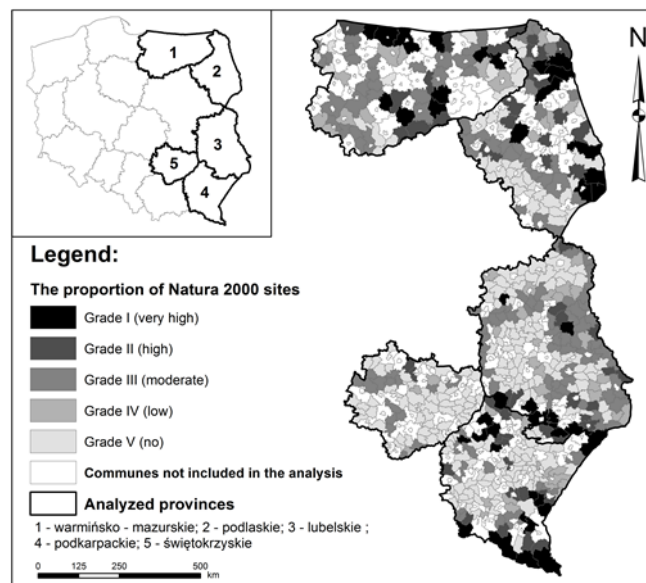 1
2
3
5
4
N
Legend:
The proportion of Natura 2000 sites
Grade I (very high)
Grade II (high)
Grade III (moderate)
Grade IV (low)
Grade V (no)
Communes not included in the analysis
Analyzed provinces
1 - warmińsko - mazurskie; 2 - podlaskie; 3 - lubelskie ;
4 - podkarpackie; 5 - świętokrzyskie
0 125 250 500
km